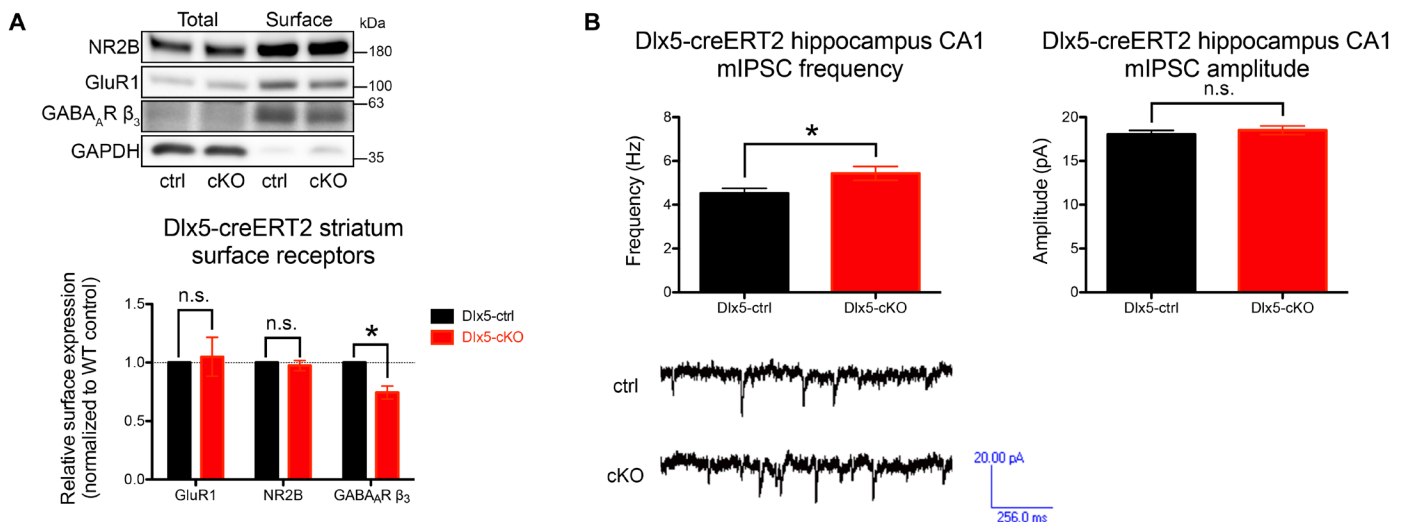 A
Total Surface kDa
NR2B 180
GluR1 100
63
GABA_AR β₃
GAPDH 35
ctrl cKO ctrl cKO
Dlx5-creERT2 striatum
surface receptors
Relative surface expression
(normalized to WT control)
1.5
1.0
0.5
0.0
n.s.
n.s.
*
GluR1 NR2B GABA_AR β₃
Dlx5-ctrl
Dlx5-cKO
B
Dlx5-creERT2 hippocampus CA1
mIPSC frequency
Frequency (Hz)
8
6
4
2
0
*
Dlx5-ctrl Dlx5-cKO
Dlx5-creERT2 hippocampus CA1
mIPSC amplitude
n.s.
Amplitude (pA)
20
15
10
5
0
Dlx5-ctrl Dlx5-cKO
ctrl
cKO
20.00 pA
256.0 ms